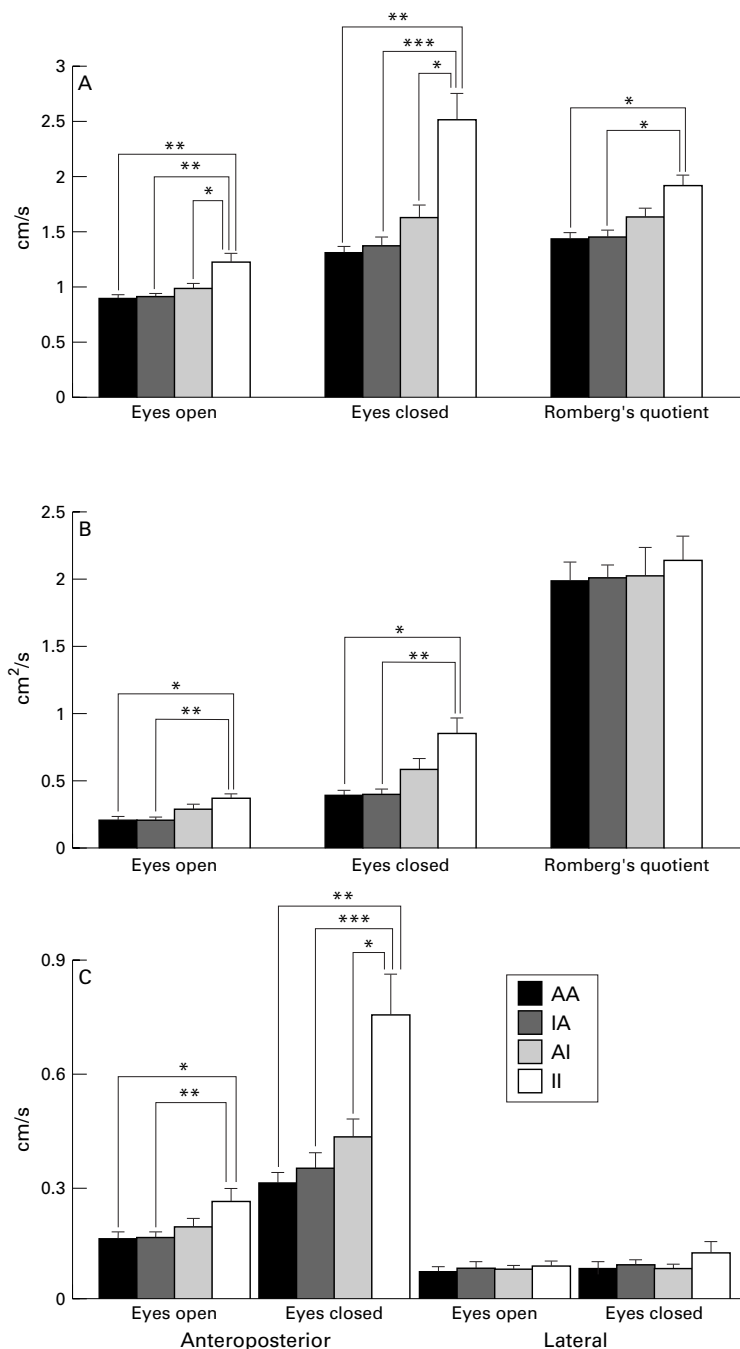 **
***
*
3
A
2.5
*
*
**
**
*
2
1.5
1
0.5
0
cm/s
Eyes open Eyes closed Romberg's quotient
2.5
B
2
*
**
1.5
*
**
1
0.5
0
cm²/s
Eyes open Eyes closed Romberg's quotient
**
***
*
0.9
C
AA
IA
AI
II
0.6
*
**
0.3
0
cm/s
Eyes open Eyes closed Eyes open Eyes closed
Anteroposterior Lateral